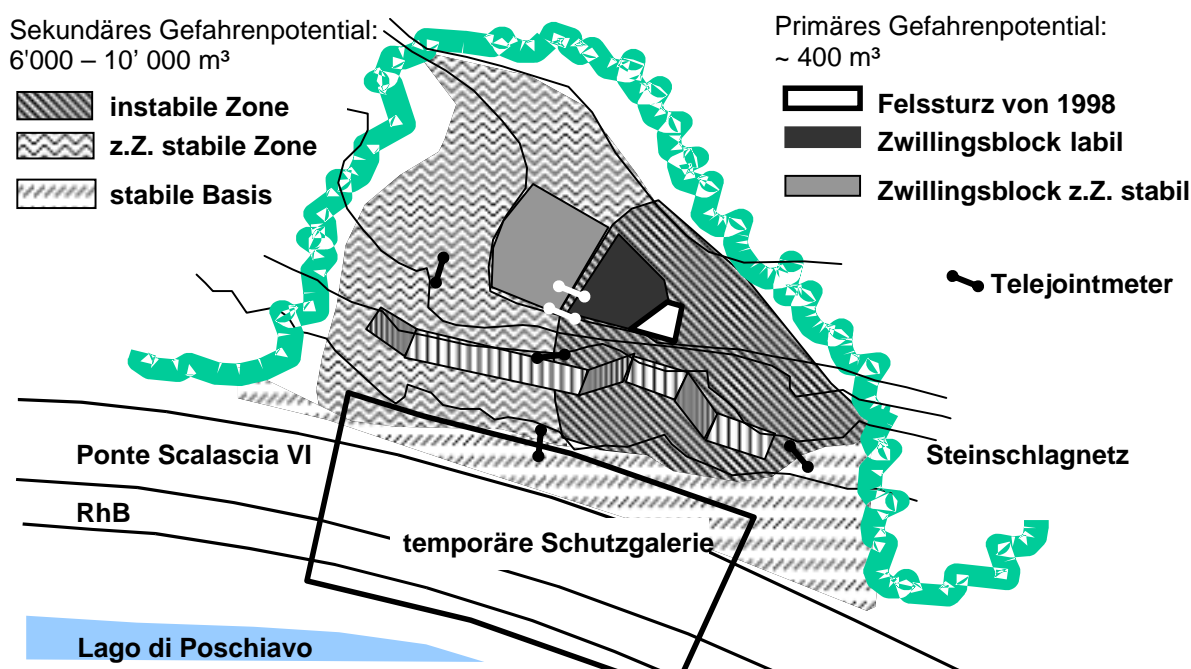 Sekundäres Gefahrenpotential:
6'000 – 10' 000 m³
instabile Zone
z.Z. stabile Zone
stabile Basis
Primäres Gefahrenpotential:
~ 400 m³
Felssturz von 1998
Zwillingsblock labil
Zwillingsblock z.Z. stabil
Telejointmeter
Steinschlagnetz
Ponte Scalascia VI
RhB
temporäre Schutzgalerie
Lago di Poschiavo